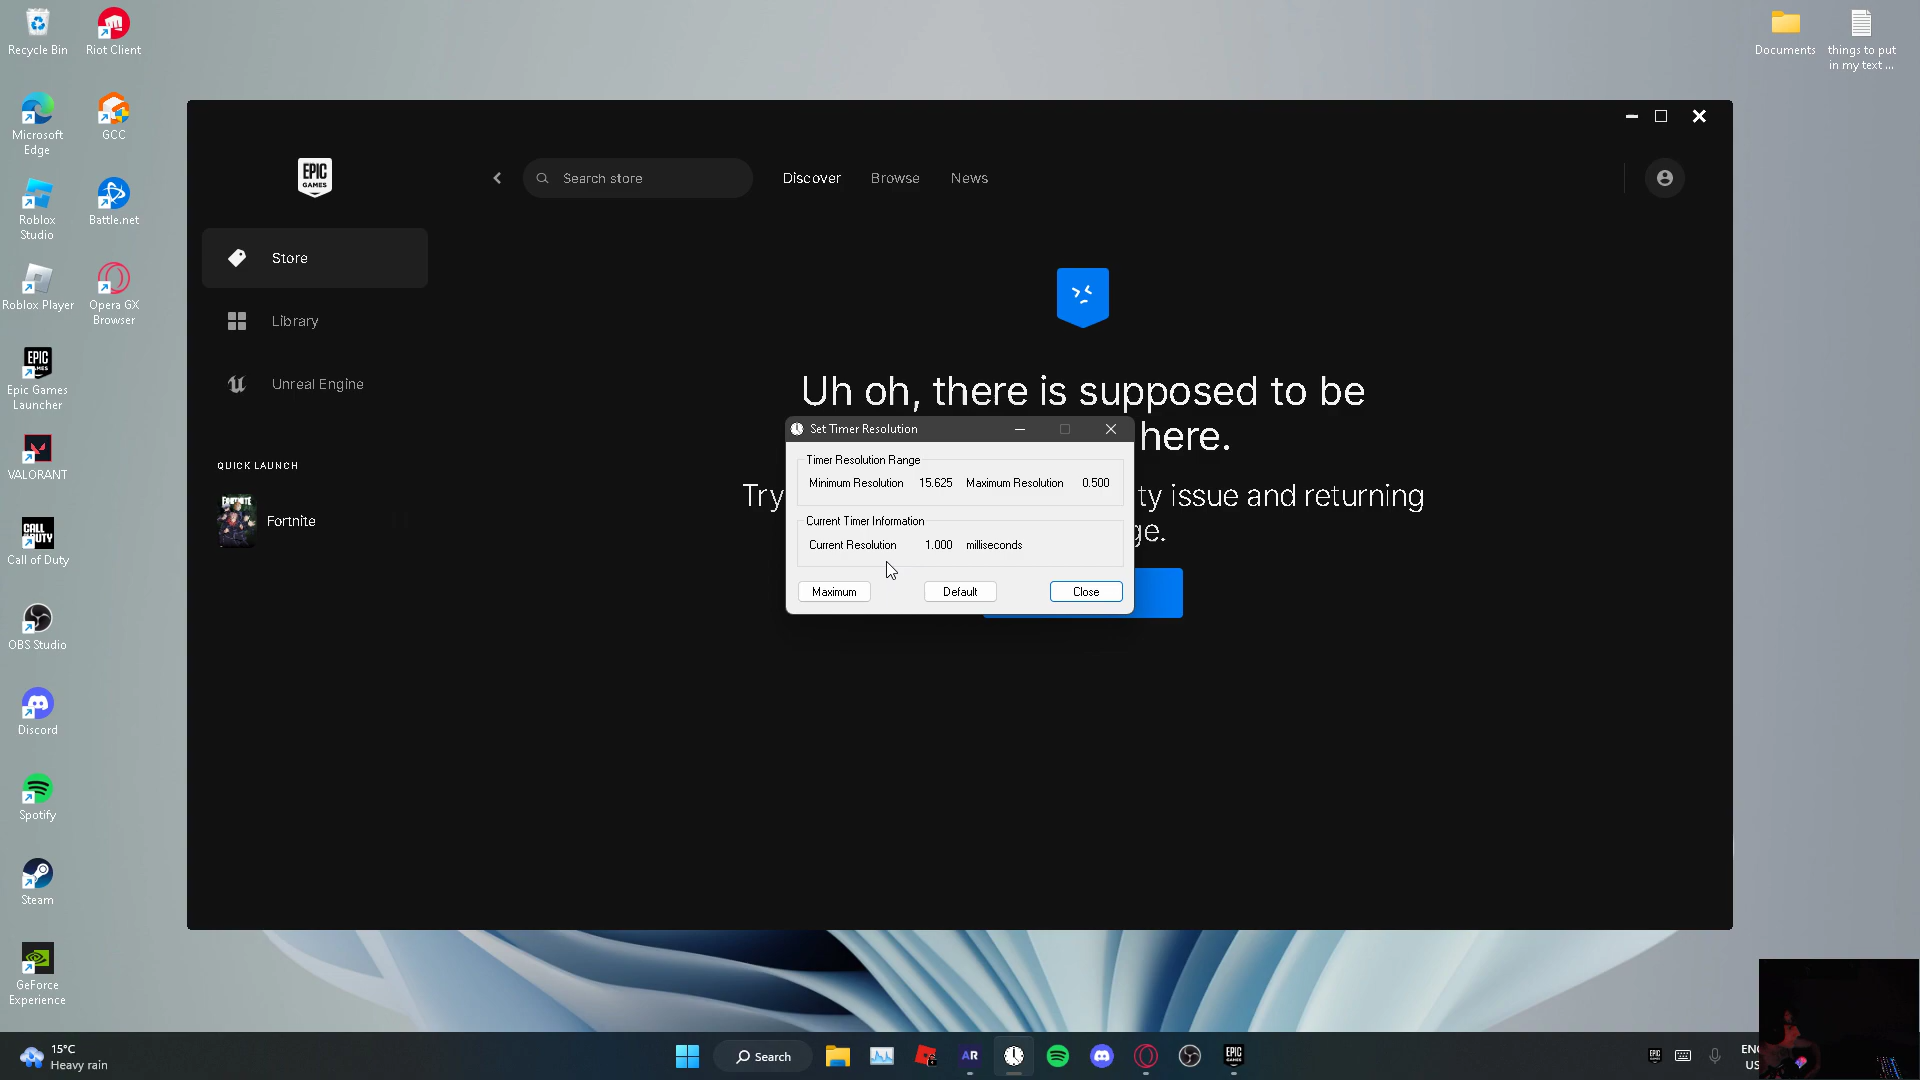 Recycle Bin
Riot Client
Microsoft
Edge
GCC
Roblox
Studio
Battle.net
Roblox Player
Opera GX
Browser
Epic Games
Launcher
VALORANT
Call of Duty
OBS Studio
Discord
Spotify
Steam
GeForce
Experience
Documents
things to put
in my text ...
EPIC
GAMES
Search store
Discover
Browse
News
Store
Library
Unreal Engine
QUICK LAUNCH
Fortnite
Uh oh, there is supposed to be
here.
Try
ty issue and returning
ge.
Set Timer Resolution
Timer Resolution Range
Minimum Resolution 15.625 Maximum Resolution 0.500
Current Timer Information
Current Resolution 1.000 milliseconds
Maximum
Default
Close
15°C
Heavy rain
Search
AR
EPIC
GAMES
ENG
US